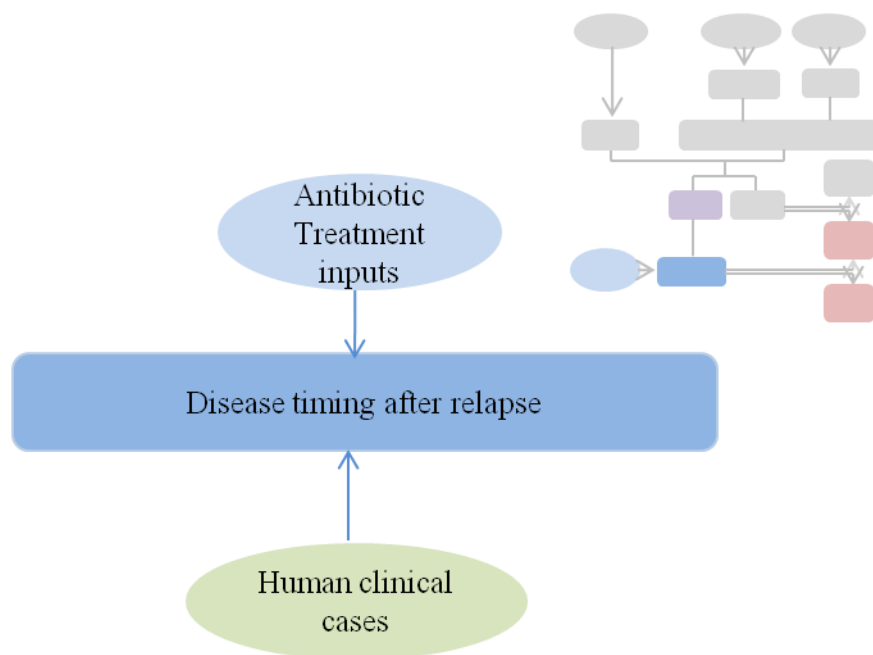 Antibiotic
Treatment
inputs
Disease timing after relapse
Human clinical
cases